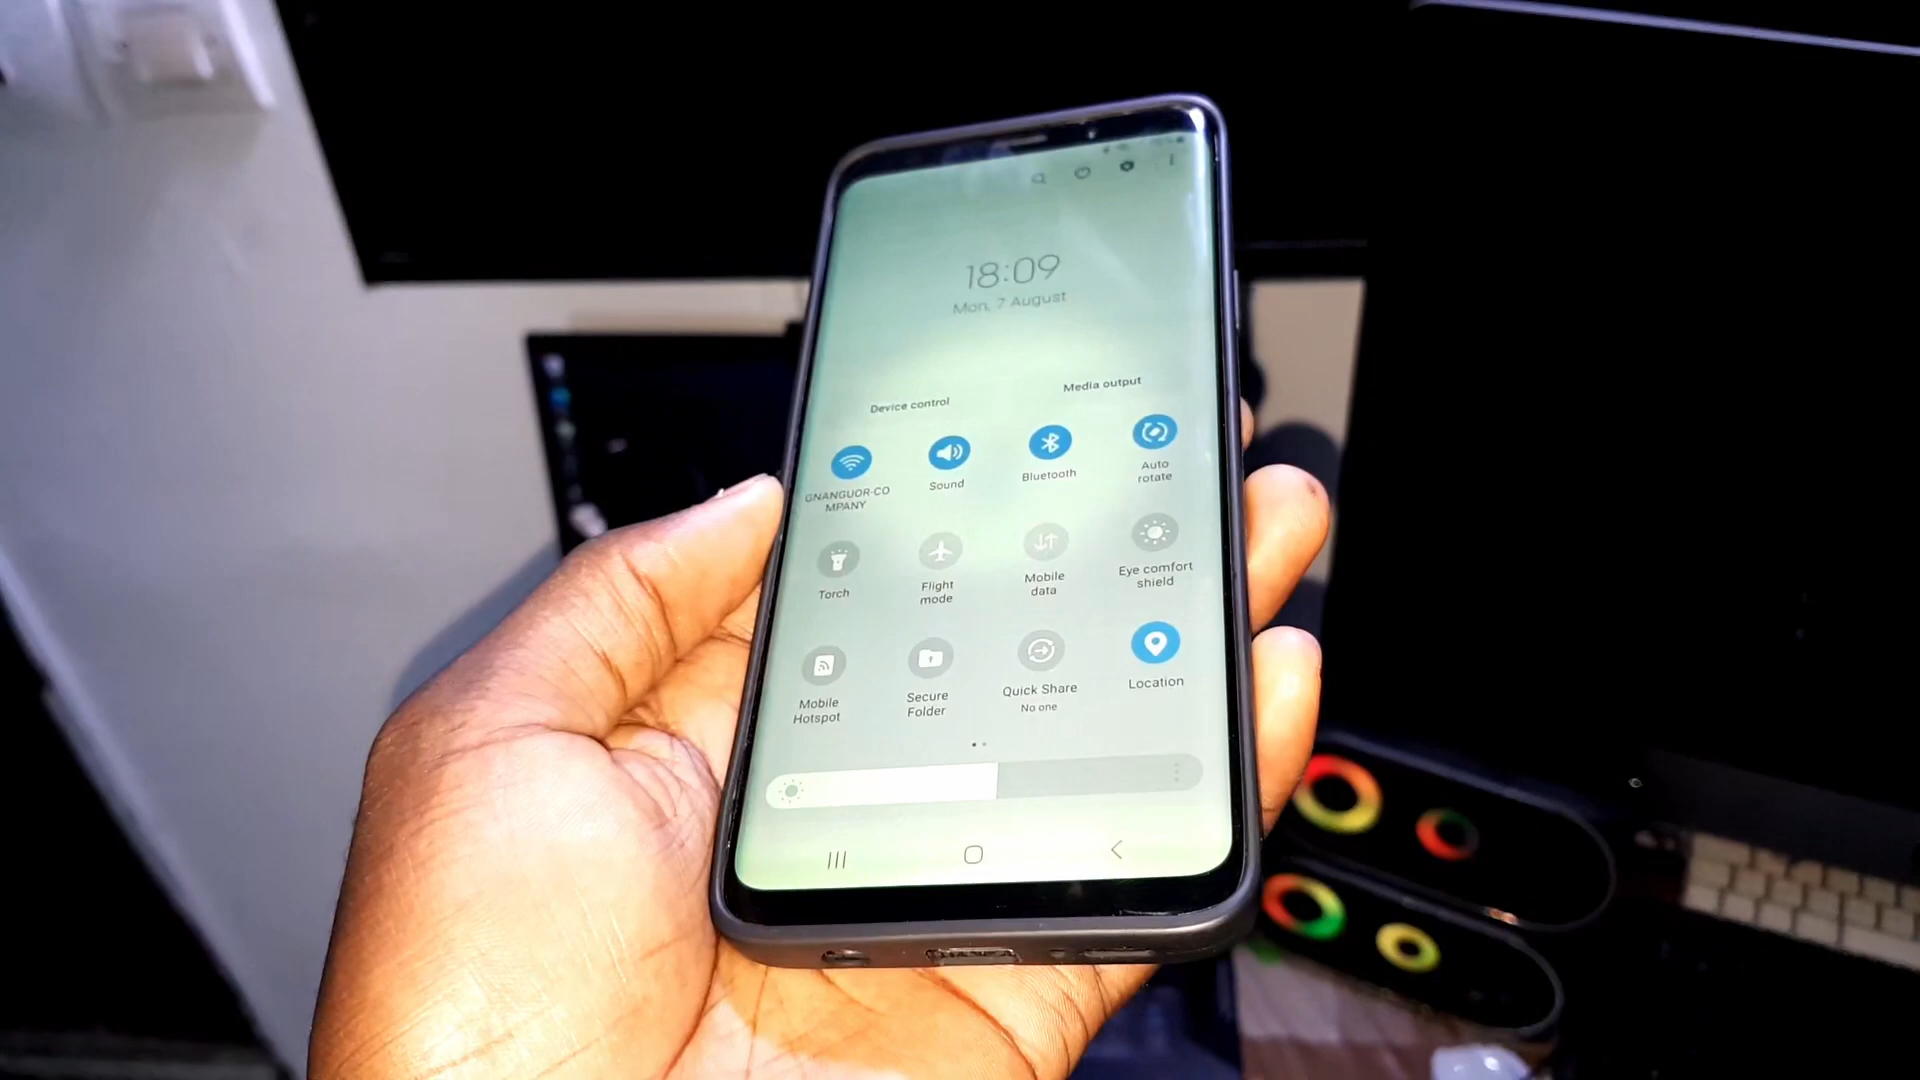 18:09
Mon, 7 August
Device control
Media output
GNANGUOR-CO
MPANY
Sound
Bluetooth
Auto
rotate
Torch
Flight
mode
Mobile
data
Eye comfort
shield
Mobile
Hotspot
Secure
Folder
Quick Share
No one
Location